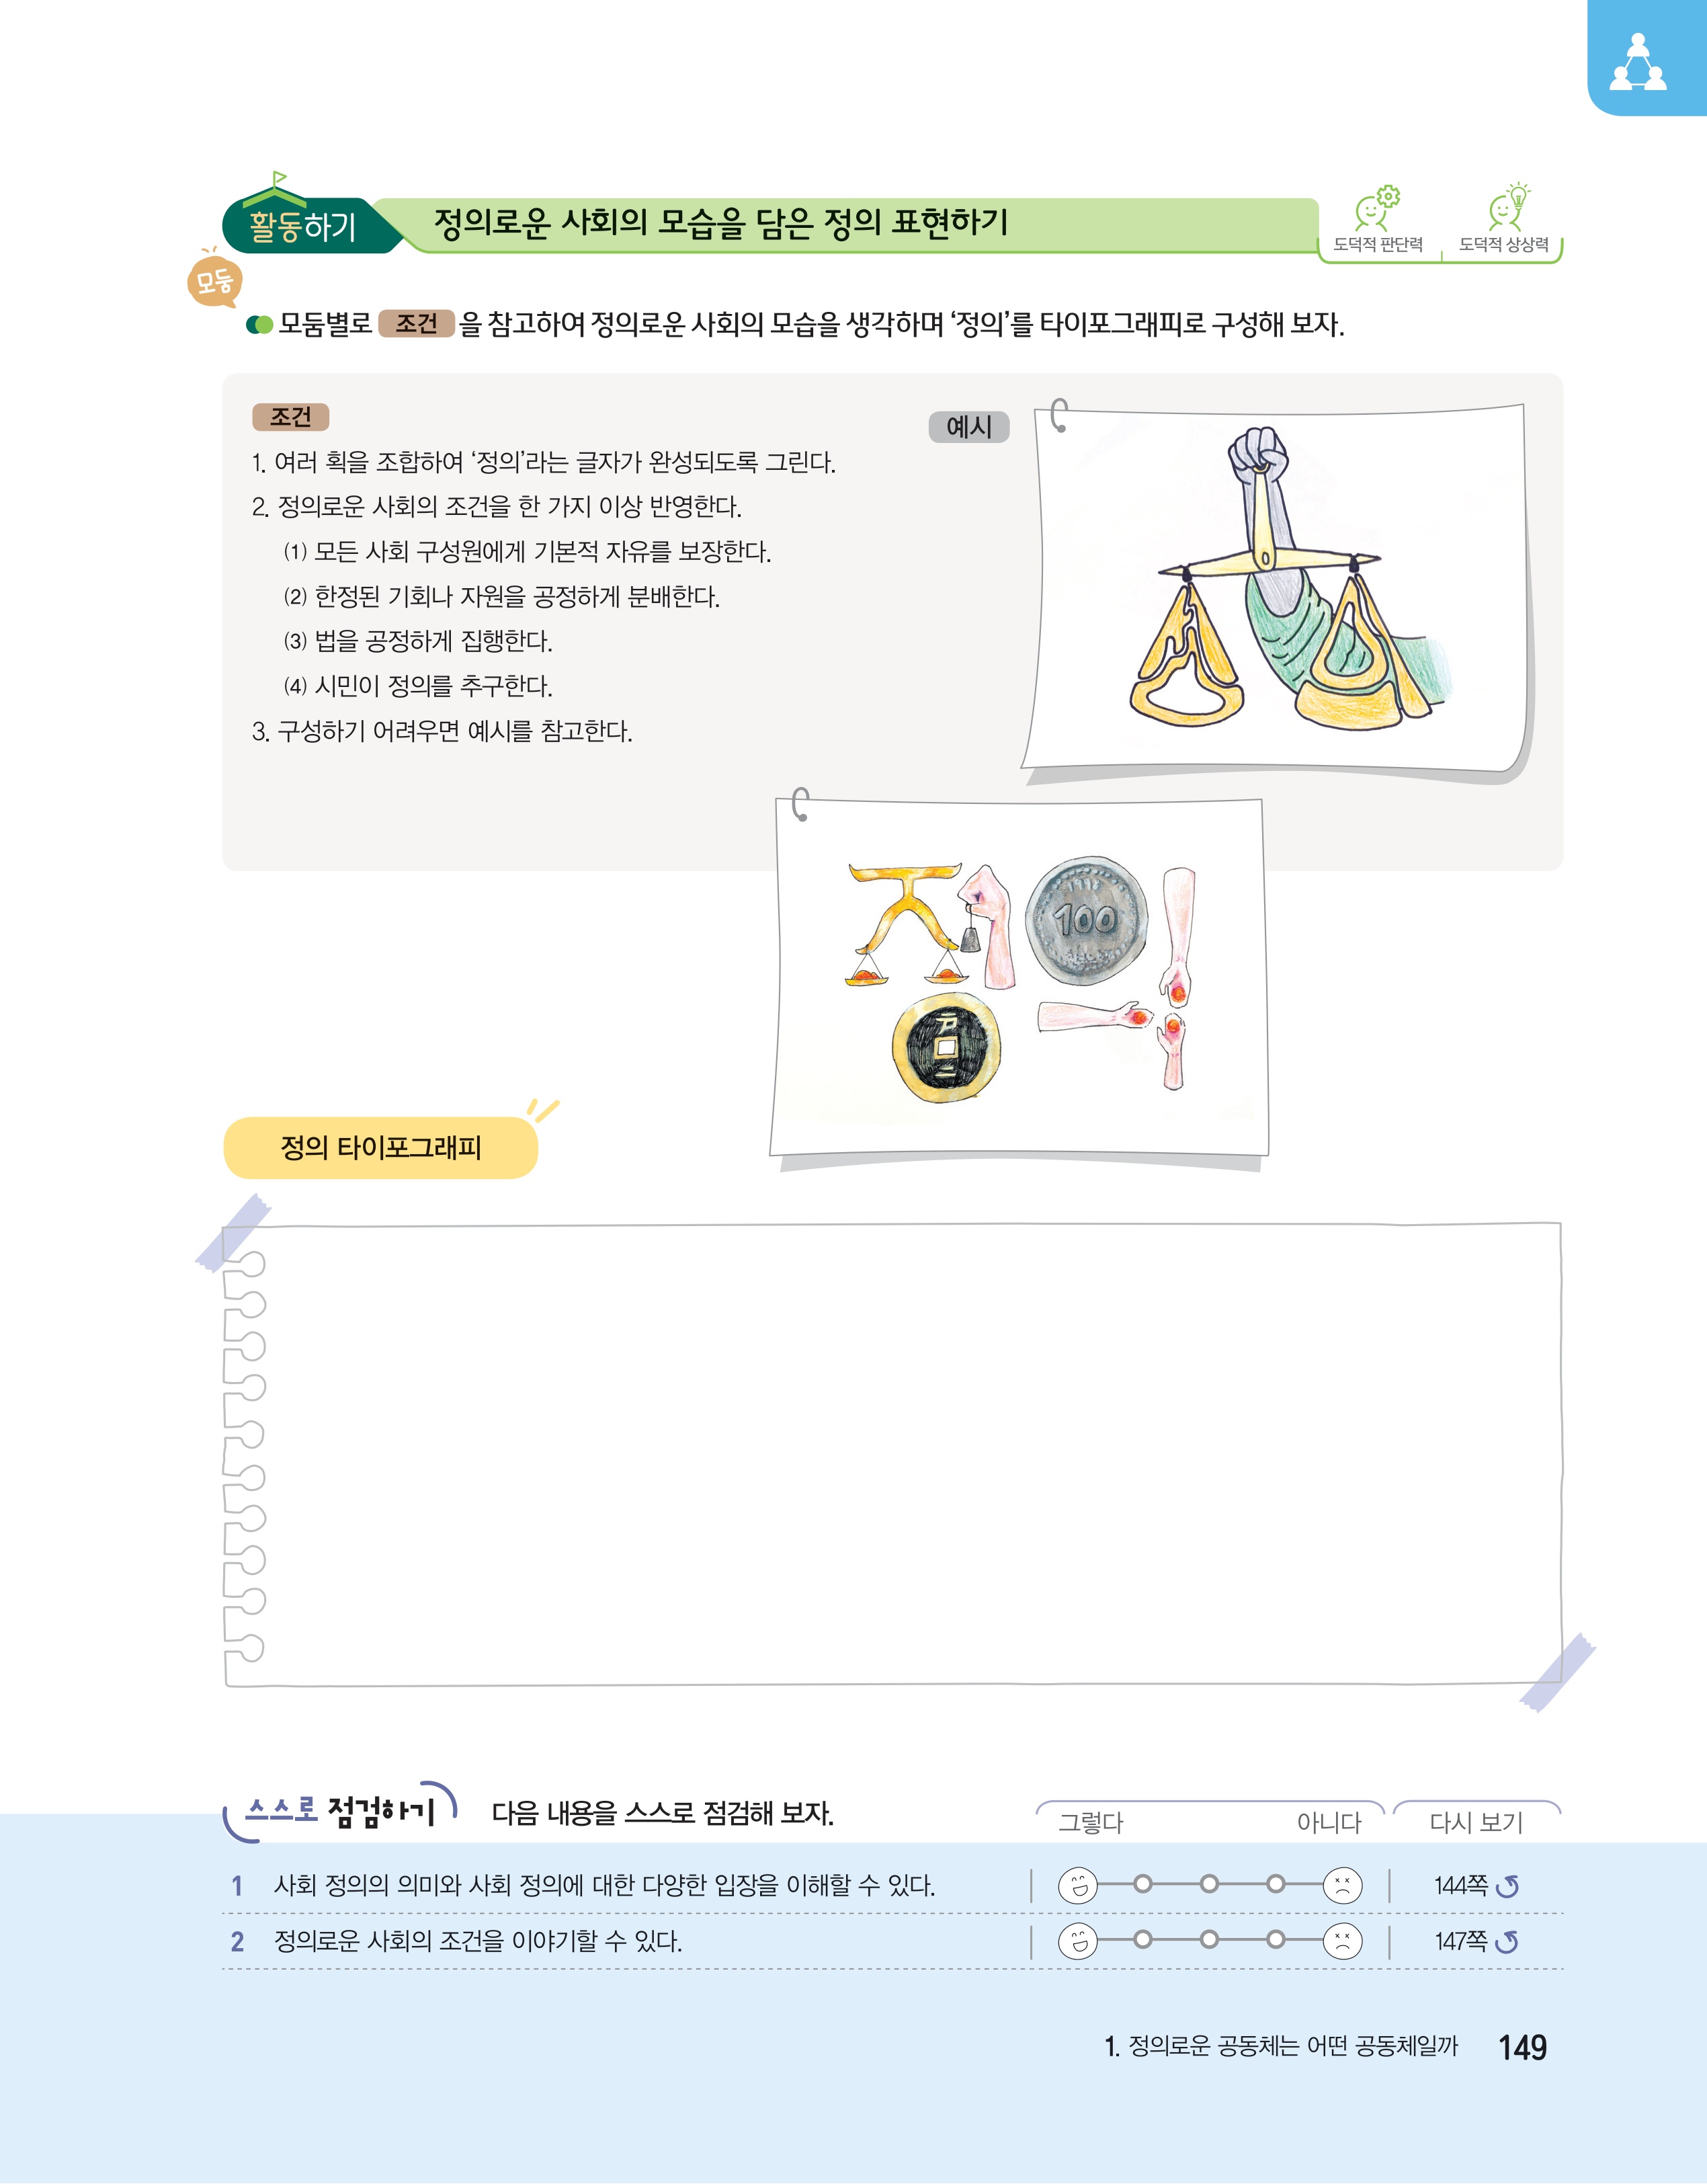 활동하기
정의로운 사회의 모습을 담은 정의 표현하기
도덕적 판단력
도덕적 상상력
모둠
모둠별로 조건 을 참고하여 정의로운 사회의 모습을 생각하며 ‘정의’를 타이포그래피로 구성해 보자.
조건
1. 여러 획을 조합하여 ‘정의’라는 글자가 완성되도록 그린다.
2. 정의로운 사회의 조건을 한 가지 이상 반영한다.
(1) 모든 사회 구성원에게 기본적 자유를 보장한다.
(2) 한정된 기회나 자원을 공정하게 분배한다.
(3) 법을 공정하게 집행한다.
(4) 시민이 정의를 추구한다.
3. 구성하기 어려우면 예시를 참고한다.
예시
100
정의 타이포그래피
스스로 점검하기
다음 내용을 스스로 점검해 보자.
그렇다
아니다
다시 보기
1 사회 정의의 의미와 사회 정의에 대한 다양한 입장을 이해할 수 있다.
144쪽
2 정의로운 사회의 조건을 이야기할 수 있다.
147쪽
1. 정의로운 공동체는 어떤 공동체일까 149